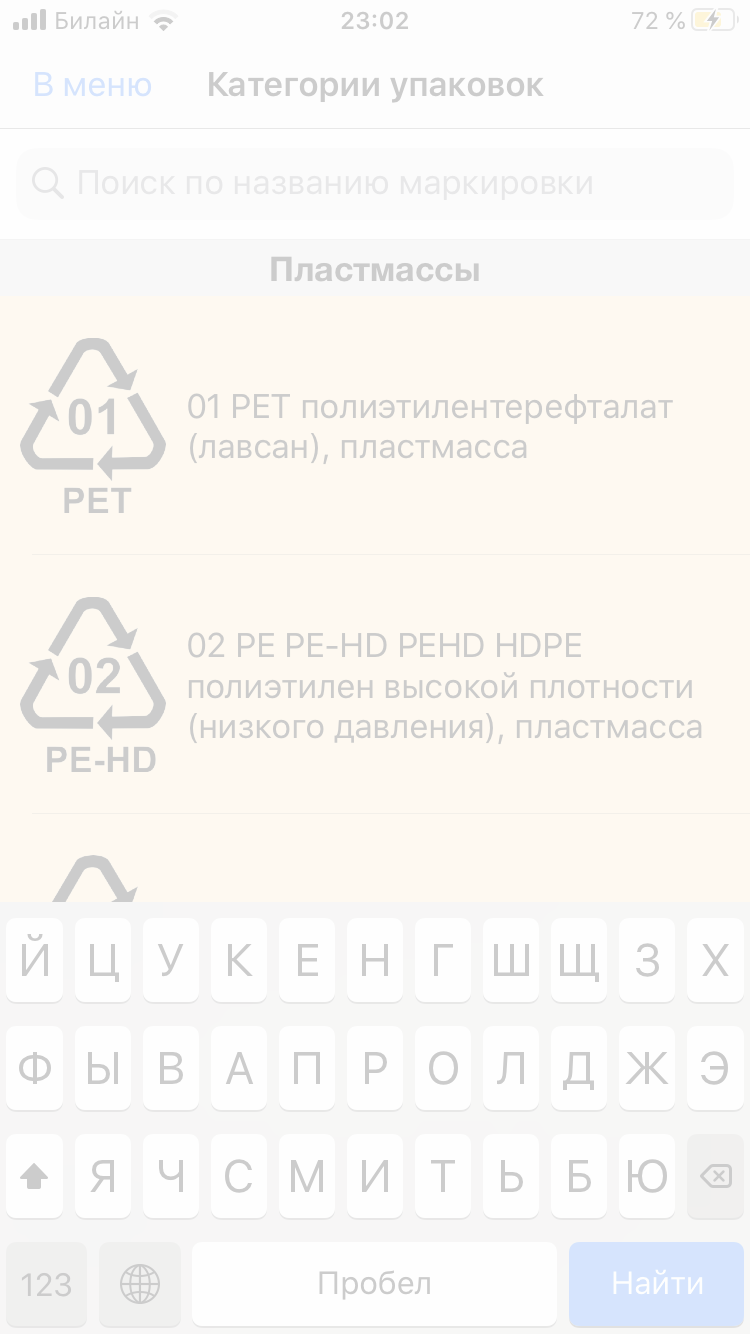 Билайн 23:02 72 %
В меню Категории упаковок
Поиск по названию маркировки
Пластмассы
01
PET
01 PET полиэтилентерефталат
(лавсан), пластмасса
02
PE-HD
02 PE PE-HD PEHD HDPE
полиэтилен высокой плотности
(низкого давления), пластмасса
Й Ц У К Е Н Г Ш Щ З Х
Ф Ы В А П Р О Л Д Ж Э
Я Ч С М И Т Ь Б Ю
123 Пробел Найти